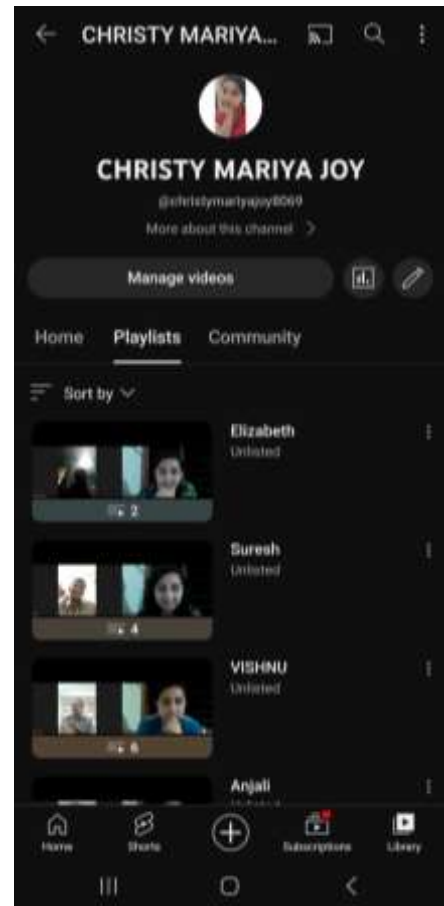 CHRISTY MARIYA...
CHRISTY MARIYA JOY
@christymariyajoy8069
More about this channel
Manage videos
Home Playlists Community
Sort by
Elizabeth
Unlisted
2
Suresh
Unlisted
4
VISHNU
Unlisted
6
Anjali
Home Shorts Subscriptions Library